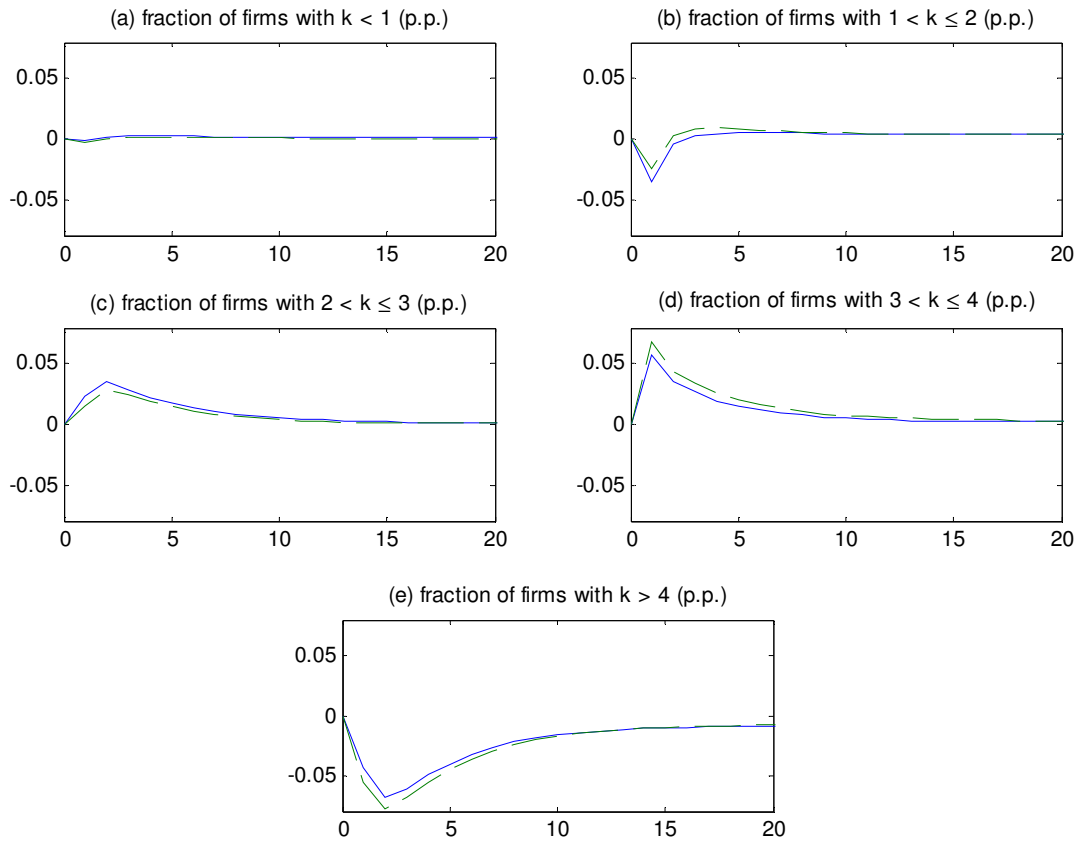 (a) fraction of firms with k < 1 (p.p.)
0.05
0
-0.05
0 5 10 15 20
(b) fraction of firms with 1 < k ≤ 2 (p.p.)
0.05
0
-0.05
0 5 10 15 20
(c) fraction of firms with 2 < k ≤ 3 (p.p.)
0.05
0
-0.05
0 5 10 15 20
(d) fraction of firms with 3 < k ≤ 4 (p.p.)
0.05
0
-0.05
0 5 10 15 20
(e) fraction of firms with k > 4 (p.p.)
0.05
0
-0.05
0 5 10 15 20